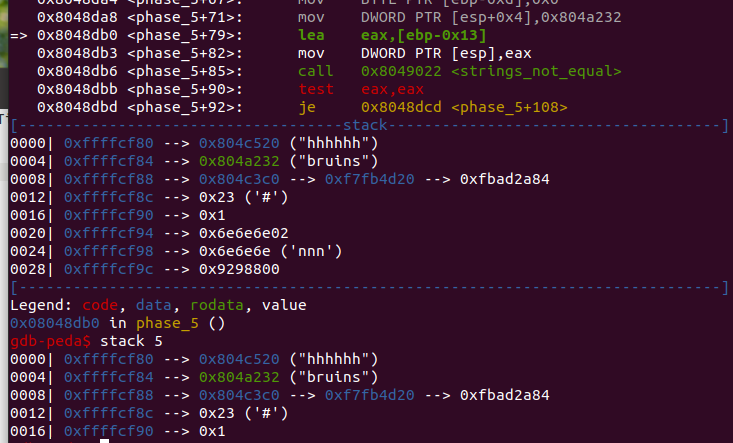 0x8048da4 <phase_5+67>: mov BYTE PTR [ebp-0xd],0x0
0x8048da8 <phase_5+71>: mov DWORD PTR [esp+0x4],0x804a232
=> 0x8048db0 <phase_5+79>: lea eax,[ebp-0x13]
0x8048db3 <phase_5+82>: mov DWORD PTR [esp],eax
0x8048db6 <phase_5+85>: call 0x8049022 <strings_not_equal>
0x8048dbb <phase_5+90>: test eax,eax
0x8048dbd <phase_5+92>: je 0x8048dcd <phase_5+108>
[------------------------------------stack-------------------------------------]
0000| 0xffffcf80 --> 0x804c520 ("hhhhhh")
0004| 0xffffcf84 --> 0x804a232 ("bruins")
0008| 0xffffcf88 --> 0x804c3c0 --> 0xf7fb4d20 --> 0xfbad2a84
0012| 0xffffcf8c --> 0x23 ('#')
0016| 0xffffcf90 --> 0x1
0020| 0xffffcf94 --> 0x6e6e6e02
0024| 0xffffcf98 --> 0x6e6e6e ('nnn')
0028| 0xffffcf9c --> 0x9298800
[------------------------------------------------------------------------------]
Legend: code, data, rodata, value
0x08048db0 in phase_5 ()
gdb-peda$ stack 5
0000| 0xffffcf80 --> 0x804c520 ("hhhhhh")
0004| 0xffffcf84 --> 0x804a232 ("bruins")
0008| 0xffffcf88 --> 0x804c3c0 --> 0xf7fb4d20 --> 0xfbad2a84
0012| 0xffffcf8c --> 0x23 ('#')
0016| 0xffffcf90 --> 0x1